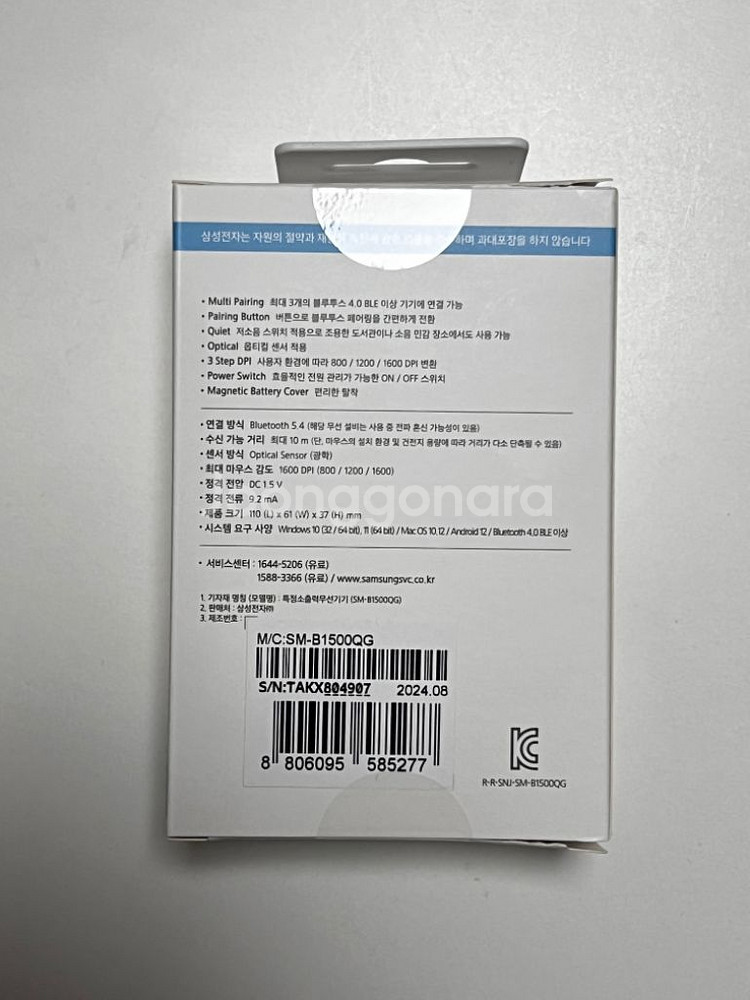 삼성전자는 자원의 절약과 하며 과대포장을 하지 않습니다
• Multi Pairing 최대 3개의 블루투스 4.0 BLE 이상 기기에 연결 가능
• Pairing Button 버튼으로 블루투스 페어링을 간편하게 전환
• Quiet 저소음 스위치 적용으로 조용한 도서관이나 소음 민감 장소에서도 사용 가능
• Optical 옵티컬 센서 적용
• 3 Step DPI 사용자 환경에 따라 800 / 1200 / 1600 DPI 변환
• Power Switch 효율적인 전원 관리가 가능한 ON / OFF 스위치
• Magnetic Battery Cover 편리한 탈착
• 연결 방식 Bluetooth 5.4 (해당 무선 설비는 사용 중 전파 혼신 가능성이 있음)
• 수신 가능 거리 최대 10 m (단, 마우스의 설치 환경 및 건전지 용량에 따라 거리가 다소 단축될 수 있음)
• 센서 방식 Optical Sensor (광학)
• 최대 마우스 감도 1600 DPI (800 / 1200 / 1600)
• 정격 전압 DC 1.5 V
• 정격 전류 9.2 mA
onagonara
• 제품 크기 110 (L) x 61 (W) x 37 (H) mm
• 시스템 요구 사양 Windows 10 (32 / 64 bit), 11 (64 bit) / Mac OS 10.12 / Android 12 / Bluetooth 4.0 BLE 이상
• 서비스센터 : 1644-5206 (유료)
1588-3366 (유료) / www.samsungsvc.co.kr
1. 기자재 명칭 (모델명) : 특정소출력무선기기 (SM-B1500QG)
2. 판매처 : 삼성전자㈜
3. 제조번호 :
M/C:SM-B1500QG
S/N:TAKX804907 2024.08
8 806095 585277
R-R-SNJ-SM-B1500QG